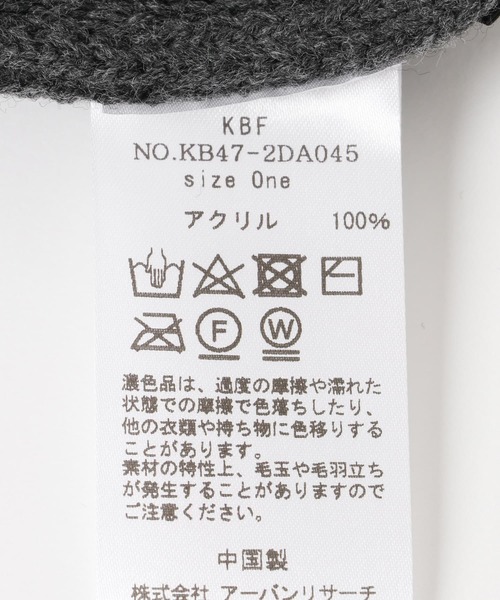 KBF
NO.KB47-2DA045
size One
アクリル 100%
F W
濃色品は、過度の摩擦や濡れた
状態での摩擦で色落ちしたり、
他の衣類や持ち物に色移りする
ことがあります。
素材の特性上、毛玉や毛羽立ち
が発生することがありますので
ご注意ください。
中国製
株式会社 アーバンリサーチ